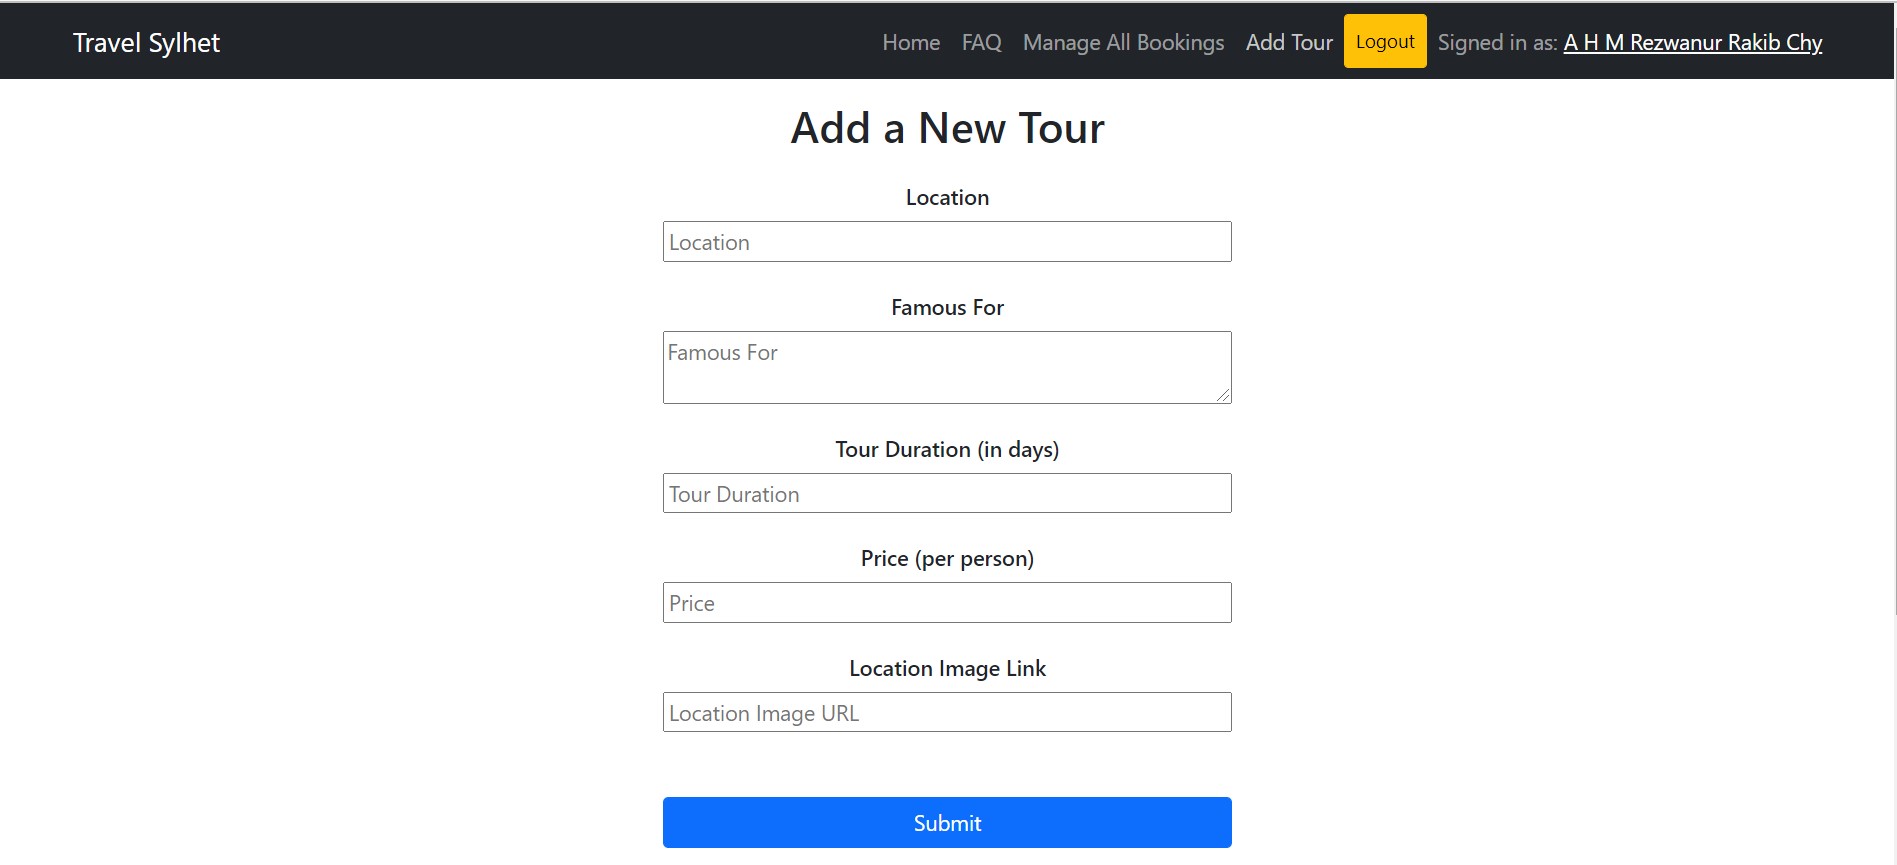 Travel Sylhet Home FAQ Manage All Bookings Add Tour Logout Signed in as: A H M Rezwanur Rakib Chy
Add a New Tour
Location
Location
Famous For
Famous For
Tour Duration (in days)
Tour Duration
Price (per person)
Price
Location Image Link
Location Image URL
Submit